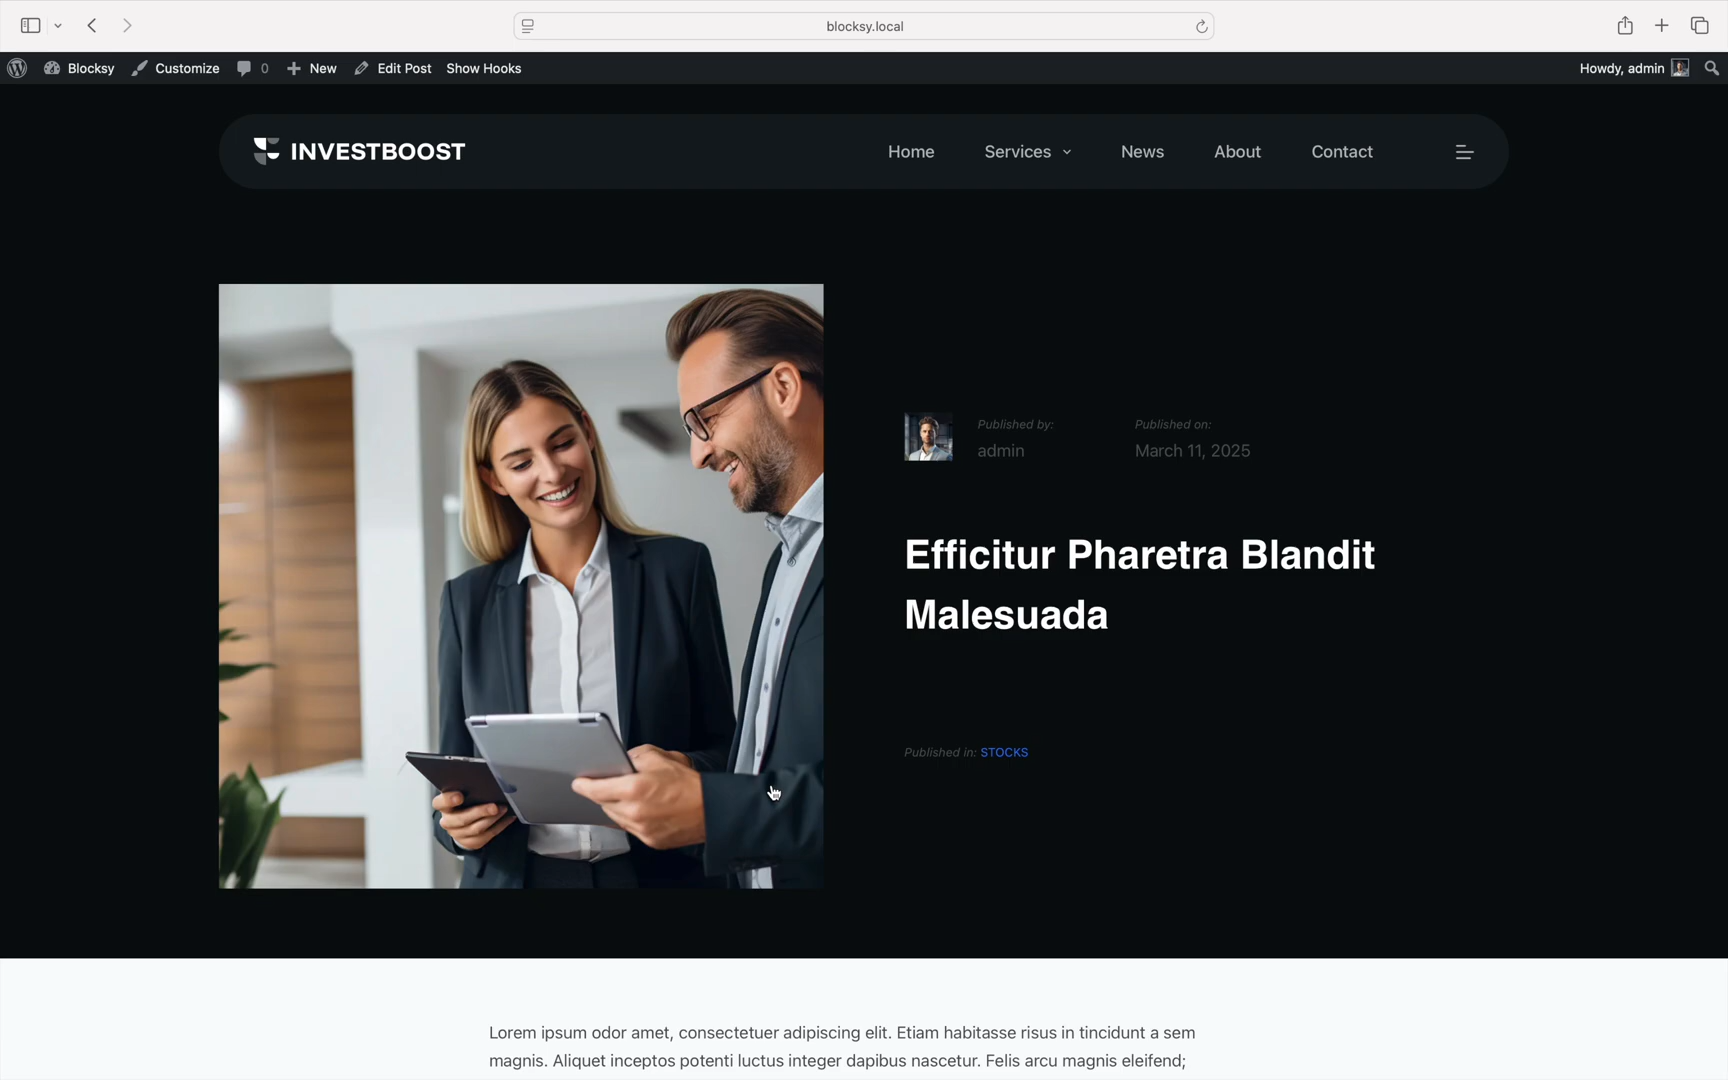 blocksy.local
Blocksy Customize 0 New Edit Post Show Hooks Howdy, admin
INVESTBOOST Home Services News About Contact
Published by: Published on:
admin March 11, 2025
Efficitur Pharetra Blandit
Malesuada
Published in: STOCKS
Lorem ipsum odor amet, consectetuer adipiscing elit. Etiam habitasse risus in tincidunt a sem
magnis. Aliquet inceptos potenti luctus integer dapibus nascetur. Felis arcu magnis eleifend;